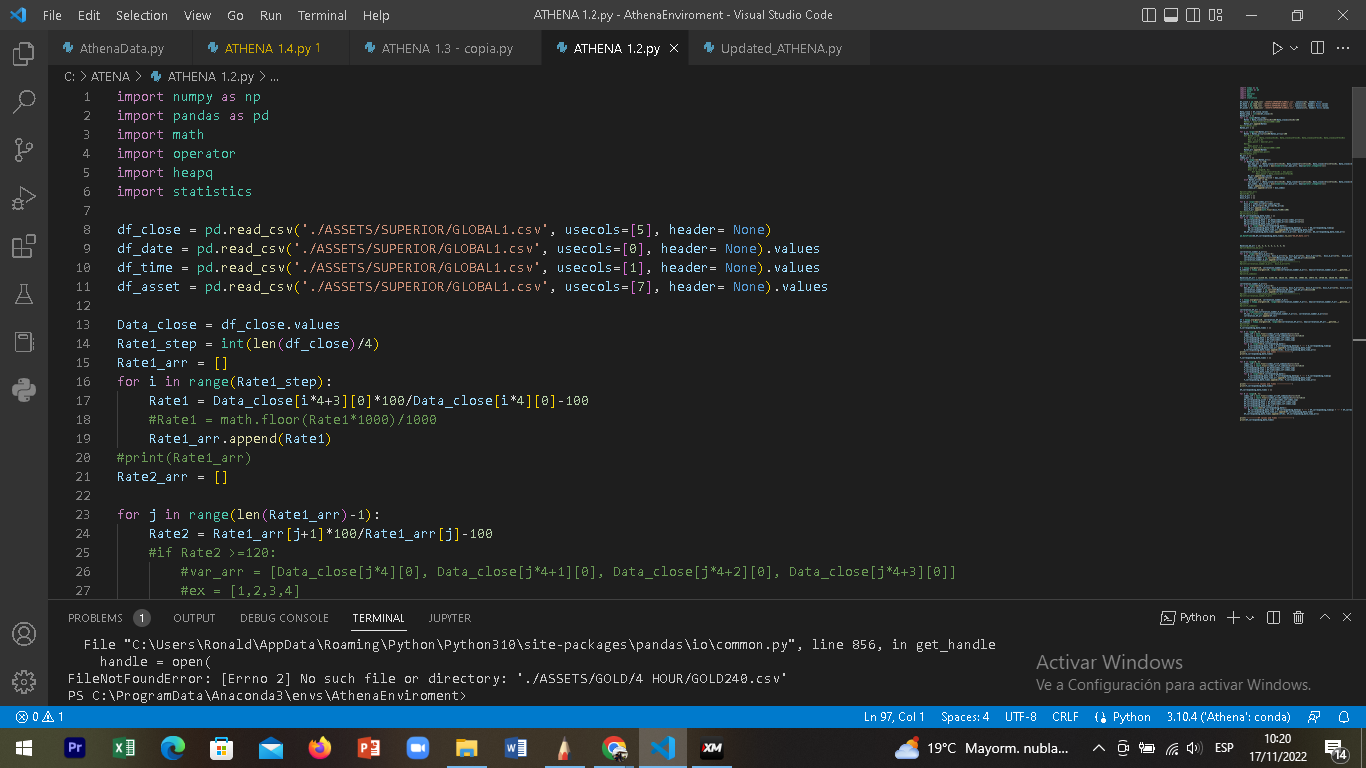 File Edit Selection View Go Run Terminal Help ATHENA 1.2.py - AthenaEnviroment - Visual Studio Code
AthenaData.py ATHENA 1.4.py 1 ATHENA 1.3 - copia.py ATHENA 1.2.py Updated_ATHENA.py
C: > ATENA > ATHENA 1.2.py > ...
1 import numpy as np
2 import pandas as pd
3 import math
4 import operator
5 import heapq
6 import statistics
7
8 df_close = pd.read_csv('./ASSETS/SUPERIOR/GLOBAL1.csv', usecols=[5], header= None)
9 df_date = pd.read_csv('./ASSETS/SUPERIOR/GLOBAL1.csv', usecols=[0], header= None).values
10 df_time = pd.read_csv('./ASSETS/SUPERIOR/GLOBAL1.csv', usecols=[1], header= None).values
11 df_asset = pd.read_csv('./ASSETS/SUPERIOR/GLOBAL1.csv', usecols=[7], header= None).values
12
13 Data_close = df_close.values
14 Rate1_step = int(len(df_close)/4)
15 Rate1_arr = []
16 for i in range(Rate1_step):
17 Rate1 = Data_close[i*4+3][0]*100/Data_close[i*4][0]-100
18 #Rate1 = math.floor(Rate1*1000)/1000
19 Rate1_arr.append(Rate1)
20 #print(Rate1_arr)
21 Rate2_arr = []
22
23 for j in range(len(Rate1_arr)-1):
24 Rate2 = Rate1_arr[j+1]*100/Rate1_arr[j]-100
25 #if Rate2 >=120:
26 #var_arr = [Data_close[j*4][0], Data_close[j*4+1][0], Data_close[j*4+2][0], Data_close[j*4+3][0]]
27 #ex = [1,2,3,4]
PROBLEMS 1 OUTPUT DEBUG CONSOLE TERMINAL JUPYTER Python
File "C:\Users\Ronald\AppData\Roaming\Python\Python310\site-packages\pandas\io\common.py", line 856, in get_handle
handle = open(
FileNotFoundError: [Errno 2] No such file or directory: './ASSETS/GOLD/4 HOUR/GOLD240.csv'
PS C:\ProgramData\Anaconda3\envs\AthenaEnviroment>
Activar Windows
Ve a Configuración para activar Windows.
0 1 Ln 97, Col 1 Spaces: 4 UTF-8 CRLF Python 3.10.4 ('Athena': conda)
Pr 19°C Mayorm. nubla... ESP 10:20
XM 17/11/2022 14